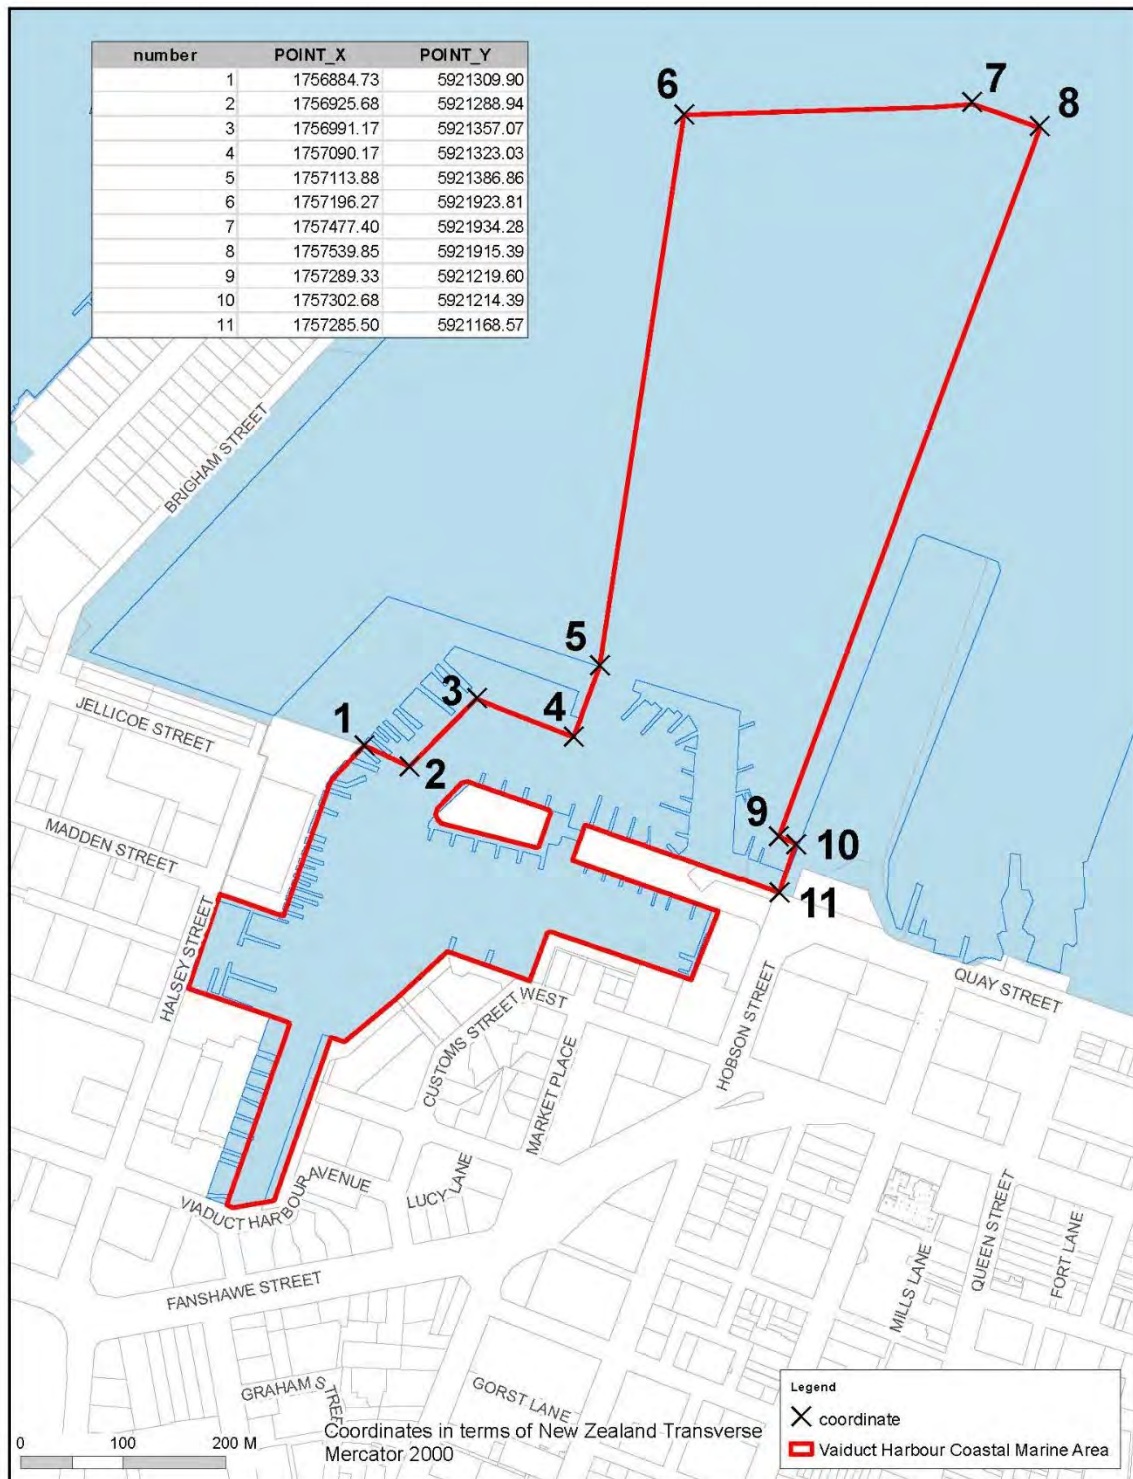 number POINT_X POINT_Y
1 1756884.73 5921309.90
2 1756925.68 5921288.94
3 1756991.17 5921357.07
4 1757090.17 5921323.03
5 1757113.88 5921386.86
6 1757196.27 5921923.81
7 1757477.40 5921934.28
8 1757539.85 5921915.39
9 1757289.33 5921219.60
10 1757302.68 5921214.39
11 1757285.50 5921168.57
6
7
8
BRIGHAM STREET
5
3
4
1
2
JELLICOE STREET
9
10
MADDEN STREET
11
HALSEY STREET
QUAY STREET
CUSTOMS STREET WEST
HOBSON STREET
MARKET PLACE
VIADUCT HARBOUR AVENUE
LUCY LANE
QUEEN STREET
FORT LANE
FANSHAWE STREET
MILLS LANE
GRAHAM STREET
GORST LANE
Legend
coordinate
Vaiduct Harbour Coastal Marine Area
0 100 200 M
Coordinates in terms of New Zealand Transverse
Mercator 2000